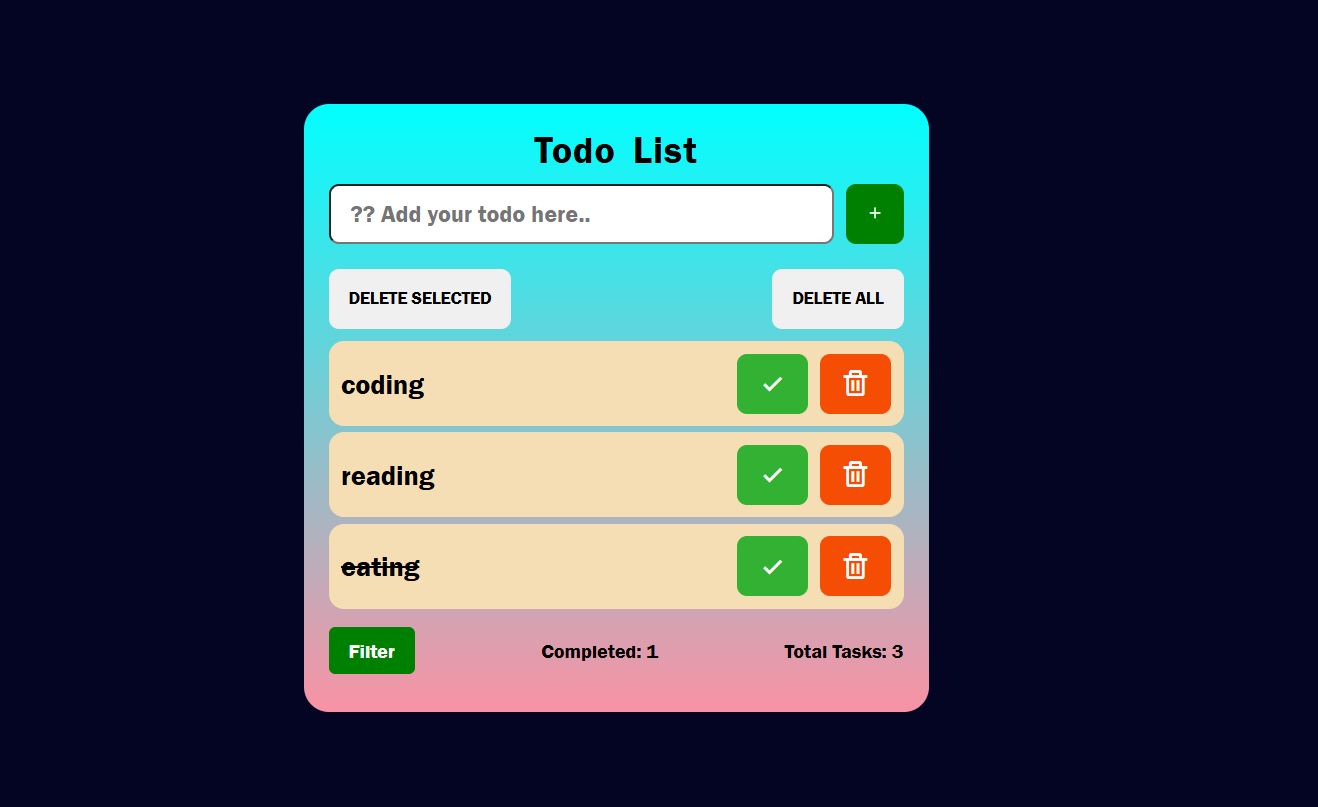 Todo List
?? Add your todo here..
+
DELETE SELECTED
DELETE ALL
coding
reading
eating
Filter
Completed: 1
Total Tasks: 3